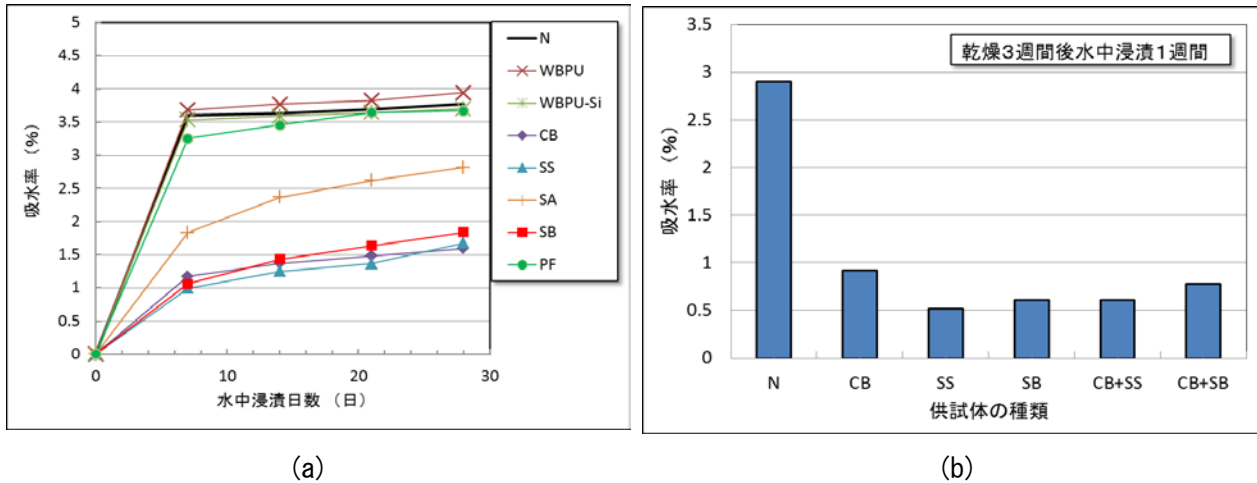 5
4.5
4
3.5
3
2.5
2
1.5
1
0.5
0
吸水率 (%)
0
10
20
30
水中浸漬日数 (日)
N
WBPU
WBPU-Si
CB
SS
SA
SB
PF
(a)
3.5
3
2.5
2
1.5
1
0.5
0
吸水率 (%)
乾燥3週間後水中浸漬1週間
N
CB
SS
SB
CB+SS
CB+SB
供試体の種類
(b)